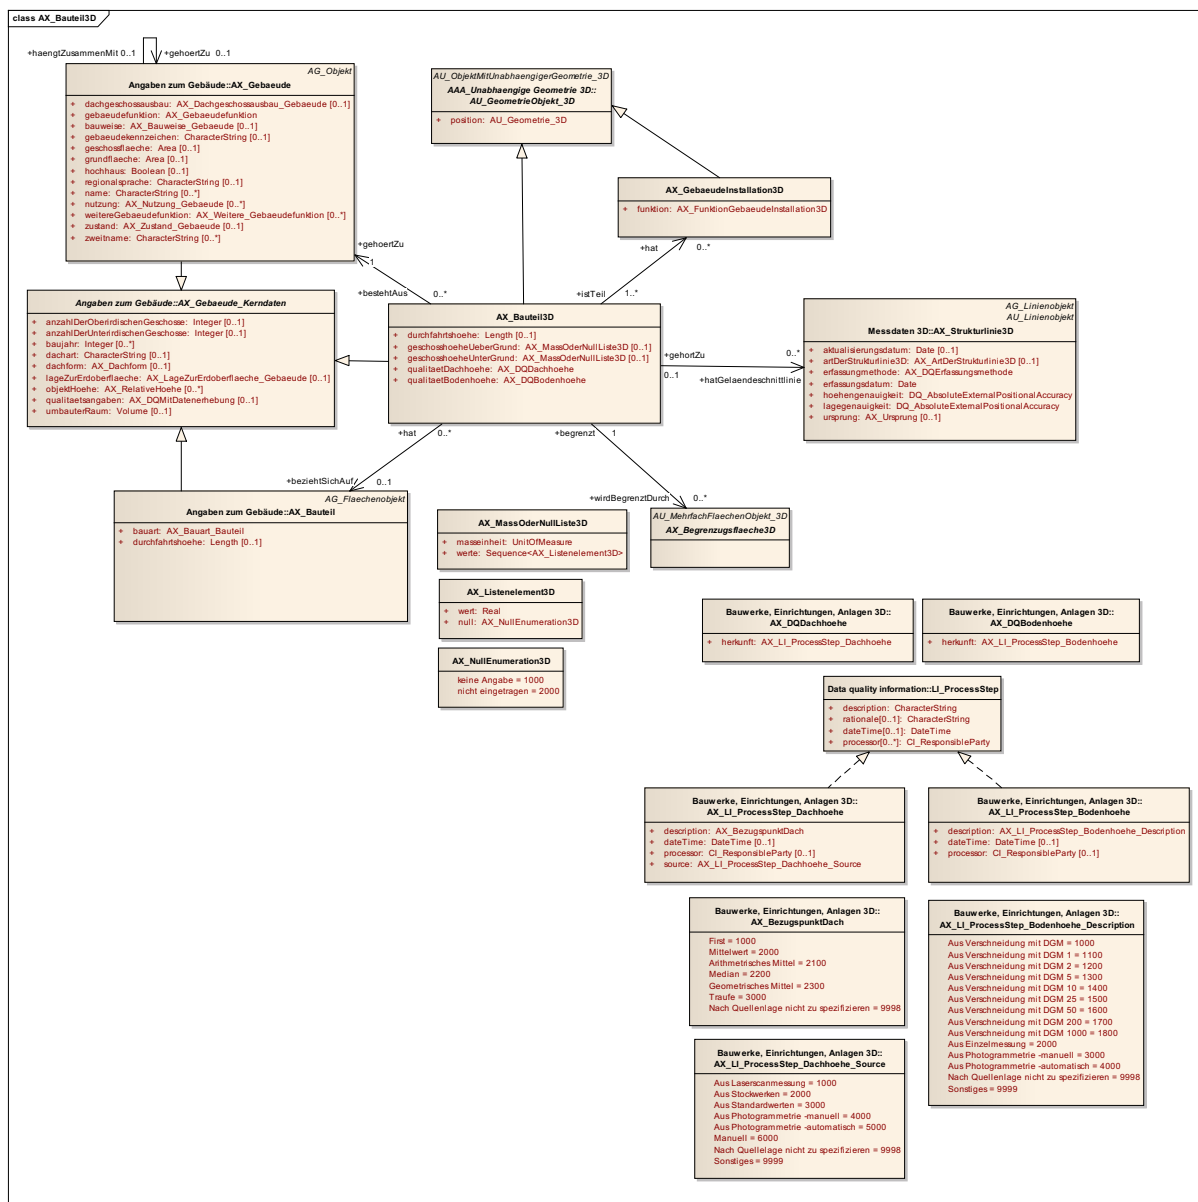 class AX_Bauteil3D
+haengtZusammenMit 0..1
+gehoertZu 0..1
AG_Objekt
Angaben zum Gebäude::AX_Gebaeude
+ dachgeschossausbau: AX_Dachgeschossausbau_Gebaeude [0..1]
+ gebaeudefunktion: AX_Gebaeudefunktion
+ bauweise: AX_Bauweise_Gebaeude [0..1]
+ gebaeudekennzeichen: CharacterString [0..1]
+ geschossflaeche: Area [0..1]
+ grundflaeche: Area [0..1]
+ hochhaus: Boolean [0..1]
+ regionalsprache: CharacterString [0..1]
+ name: CharacterString [0..*]
+ nutzung: AX_Nutzung_Gebaeude [0..*]
+ weitereGebaeudefunktion: AX_Weitere_Gebaeudefunktion [0..*]
+ zustand: AX_Zustand_Gebaeude [0..1]
+ zweitname: CharacterString [0..*]
AU_ObjektMitUnabhaengigerGeometrie_3D
AAA_Unabhaengige Geometrie 3D::
AU_GeometrieObjekt_3D
+ position: AU_Geometrie_3D
AX_GebaeudeInstallation3D
+ funktion: AX_FunktionGebaeudeInstallation3D
+gehoertZu
1
+bestehtAus
0..*
+hat
0..*
+istTeil
1..*
Angaben zum Gebäude::AX_Gebaeude_Kerndaten
+ anzahlDerOberirdischenGeschosse: Integer [0..1]
+ anzahlDerUnterirdischenGeschosse: Integer [0..1]
+ baujahr: Integer [0..*]
+ dachart: CharacterString [0..1]
+ dachform: AX_Dachform [0..1]
+ lageZurErdoberflaeche: AX_LageZurErdoberflaeche_Gebaeude [0..1]
+ objektHoehe: AX_RelativeHoehe [0..*]
+ qualitaetsangaben: AX_DQMitDatenerhebung [0..1]
+ umbauterRaum: Volume [0..1]
AX_Bauteil3D
+ durchfahrtshoehe: Length [0..1]
+ geschosshoeheUeberGrund: AX_MassOderNullListe3D [0..1]
+ geschosshoeheUnterGrund: AX_MassOderNullListe3D [0..1]
+ qualitaetDachhoehe: AX_DQDachhoehe
+ qualitaetBodenhoehe: AX_DQBodenhoehe
+gehoertZu
0..1
0..*
+hatGelaendeschnittlinie
AG_Linienobjekt
AU_Linienobjekt
Messdaten 3D::AX_Strukturlinie3D
+ aktualisierungsdatum: Date [0..1]
+ artDerStrukturlinie3D: AX_ArtDerStrukturlinie3D [0..1]
+ erfassungmethode: AX_DQErfassungsmethode
+ erfassungsdatum: Date
+ hoehengenauigkeit: DQ_AbsoluteExternalPositionalAccuracy
+ lagegenauigkeit: DQ_AbsoluteExternalPositionalAccuracy
+ ursprung: AX_Ursprung [0..1]
+hat
0..*
+beziehtSichAuf
0..1
+begrenzt
1
+wirdBegrenztDurch
0..*
AG_Flaechenobjekt
Angaben zum Gebäude::AX_Bauteil
+ bauart: AX_Bauart_Bauteil
+ durchfahrtshoehe: Length [0..1]
AU_MehrfachFlaechenObjekt_3D
AX_Begrenzugsflaeche3D
AX_MassOderNullListe3D
+ masseinheit: UnitOfMeasure
+ werte: Sequence<AX_Listenelement3D>
AX_Listenelement3D
+ wert: Real
+ null: AX_NullEnumeration3D
AX_NullEnumeration3D
keine Angabe = 1000
nicht eingetragen = 2000
Bauwerke, Einrichtungen, Anlagen 3D::
AX_DQDachhoehe
+ herkunft: AX_LI_ProcessStep_Dachhoehe
Bauwerke, Einrichtungen, Anlagen 3D::
AX_DQBodenhoehe
+ herkunft: AX_LI_ProcessStep_Bodenhoehe
Data quality information::LI_ProcessStep
+ description: CharacterString
+ rationale[0..1]: CharacterString
+ dateTime[0..1]: DateTime
+ processor[0..*]: CI_ResponsibleParty
Bauwerke, Einrichtungen, Anlagen 3D::
AX_LI_ProcessStep_Dachhoehe
+ description: AX_BezugspunktDach
+ dateTime: DateTime [0..1]
+ processor: CI_ResponsibleParty [0..1]
+ source: AX_LI_ProcessStep_Dachhoehe_Source
Bauwerke, Einrichtungen, Anlagen 3D::
AX_LI_ProcessStep_Bodenhoehe
+ description: AX_LI_ProcessStep_Bodenhoehe_Description
+ dateTime: DateTime [0..1]
+ processor: CI_ResponsibleParty [0..1]
Bauwerke, Einrichtungen, Anlagen 3D::
AX_BezugspunktDach
First = 1000
Mittelwert = 2000
Arithmetrisches Mittel = 2100
Median = 2200
Geometrisches Mittel = 2300
Traufe = 3000
Nach Quellenlage nicht zu spezifizieren = 9998
Bauwerke, Einrichtungen, Anlagen 3D::
AX_LI_ProcessStep_Bodenhoehe_Description
Aus Verschneidung mit DGM = 1000
Aus Verschneidung mit DGM 1 = 1100
Aus Verschneidung mit DGM 2 = 1200
Aus Verschneidung mit DGM 5 = 1300
Aus Verschneidung mit DGM 10 = 1400
Aus Verschneidung mit DGM 25 = 1500
Aus Verschneidung mit DGM 50 = 1600
Aus Verschneidung mit DGM 200 = 1700
Aus Verschneidung mit DGM 1000 = 1800
Aus Einzelmessung = 2000
Aus Photogrammetrie -manuell = 3000
Aus Photogrammetrie -automatisch = 4000
Nach Quellenlage nicht zu spezifizieren = 9998
Sonstiges = 9999
Bauwerke, Einrichtungen, Anlagen 3D::
AX_LI_ProcessStep_Dachhoehe_Source
Aus Laserscanmessung = 1000
Aus Stockwerken = 2000
Aus Standardwerten = 3000
Aus Photogrammetrie -manuell = 4000
Aus Photogrammetrie -automatisch = 5000
Manuell = 6000
Nach Quellelage nicht zu spezifizieren = 9998
Sonstiges = 9999